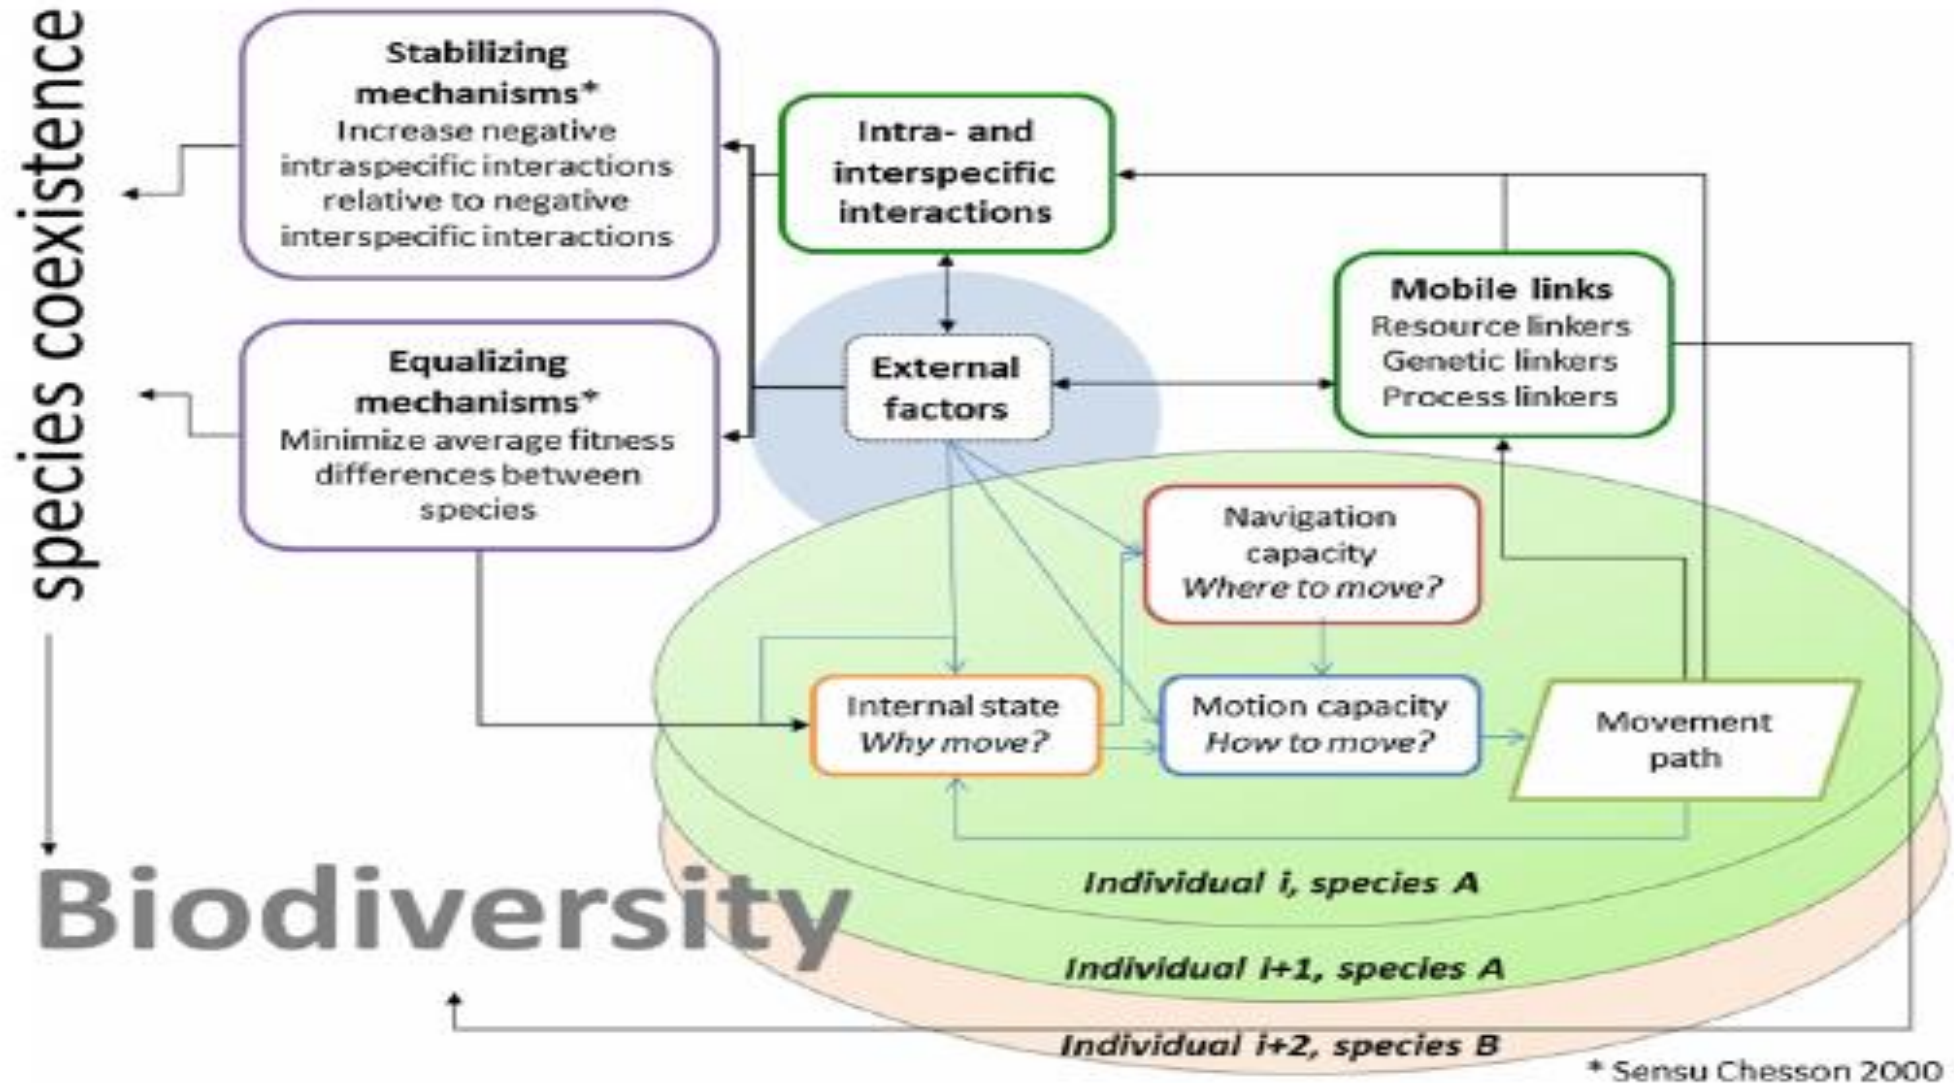 species coexistence
Stabilizing
mechanisms*
Increase negative
intraspecific interactions
relative to negative
interspecific interactions
Intra- and
interspecific
interactions
Mobile links
Resource linkers
Genetic linkers
Process linkers
External
factors
Equalizing
mechanisms*
Minimize average fitness
differences between
species
Navigation
capacity
Where to move?
Internal state
Why move?
Motion capacity
How to move?
Movement
path
Biodiversity
Individual i, species A
Individual i+1, species A
Individual i+2, species B
* Sensu Chesson 2000